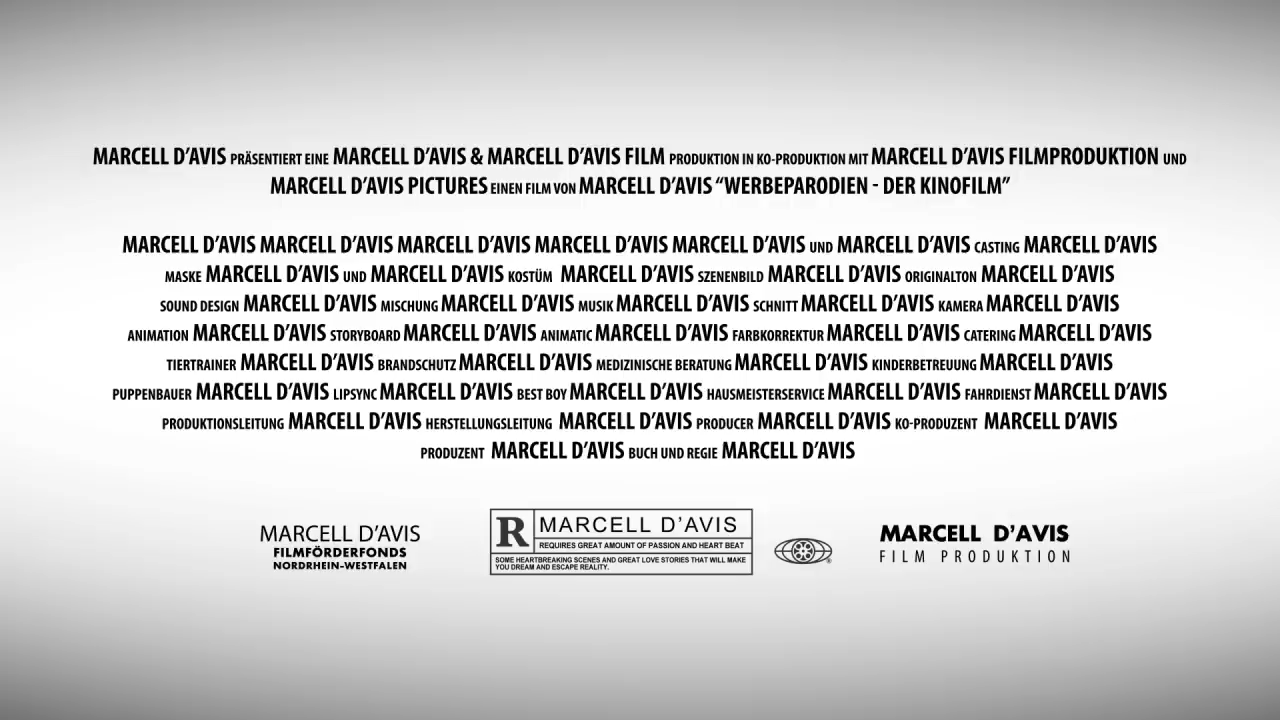 MARCELL D’AVIS PRÄSENTIERT EINE MARCELL D’AVIS & MARCELL D’AVIS FILM PRODUKTION IN KO-PRODUKTION MIT MARCELL D’AVIS FILMPRODUKTION UND
MARCELL D’AVIS PICTURES EINEN FILM VON MARCELL D’AVIS “WERBEPARODIEN - DER KINOFILM”
MARCELL D’AVIS MARCELL D’AVIS MARCELL D’AVIS MARCELL D’AVIS MARCELL D’AVIS UND MARCELL D’AVIS CASTING MARCELL D’AVIS
MASKE MARCELL D’AVIS UND MARCELL D’AVIS KOSTÜM MARCELL D’AVIS SZENENBILD MARCELL D’AVIS ORIGINALTON MARCELL D’AVIS
SOUND DESIGN MARCELL D’AVIS MISCHUNG MARCELL D’AVIS MUSIK MARCELL D’AVIS SCHNITT MARCELL D’AVIS KAMERA MARCELL D’AVIS
ANIMATION MARCELL D’AVIS STORYBOARD MARCELL D’AVIS ANIMATIC MARCELL D’AVIS FARBKORREKTUR MARCELL D’AVIS CATERING MARCELL D’AVIS
TIERTRAINER MARCELL D’AVIS BRANDSCHUTZ MARCELL D’AVIS MEDIZINISCHE BERATUNG MARCELL D’AVIS KINDERBETREUUNG MARCELL D’AVIS
PUPPENBAUER MARCELL D’AVIS LIPSYNC MARCELL D’AVIS BEST BOY MARCELL D’AVIS HAUSMEISTERSERVICE MARCELL D’AVIS FAHRDIENST MARCELL D’AVIS
PRODUKTIONSLEITUNG MARCELL D’AVIS HERSTELLUNGSLEITUNG MARCELL D’AVIS PRODUCER MARCELL D’AVIS KO-PRODUZENT MARCELL D’AVIS
PRODUZENT MARCELL D’AVIS BUCH UND REGIE MARCELL D’AVIS
MARCELL D’AVIS
FILMFÖRDERFONDS
NORDRHEIN-WESTFALEN
R MARCELL D’AVIS
REQUIRES GREAT AMOUNT OF PASSION AND HEART BEAT
SOME HEARTBREAKING SCENES AND GREAT LOVE STORIES THAT WILL MAKE
YOU DREAM AND ESCAPE REALITY.
®
MARCELL D’AVIS
FILM PRODUKTION